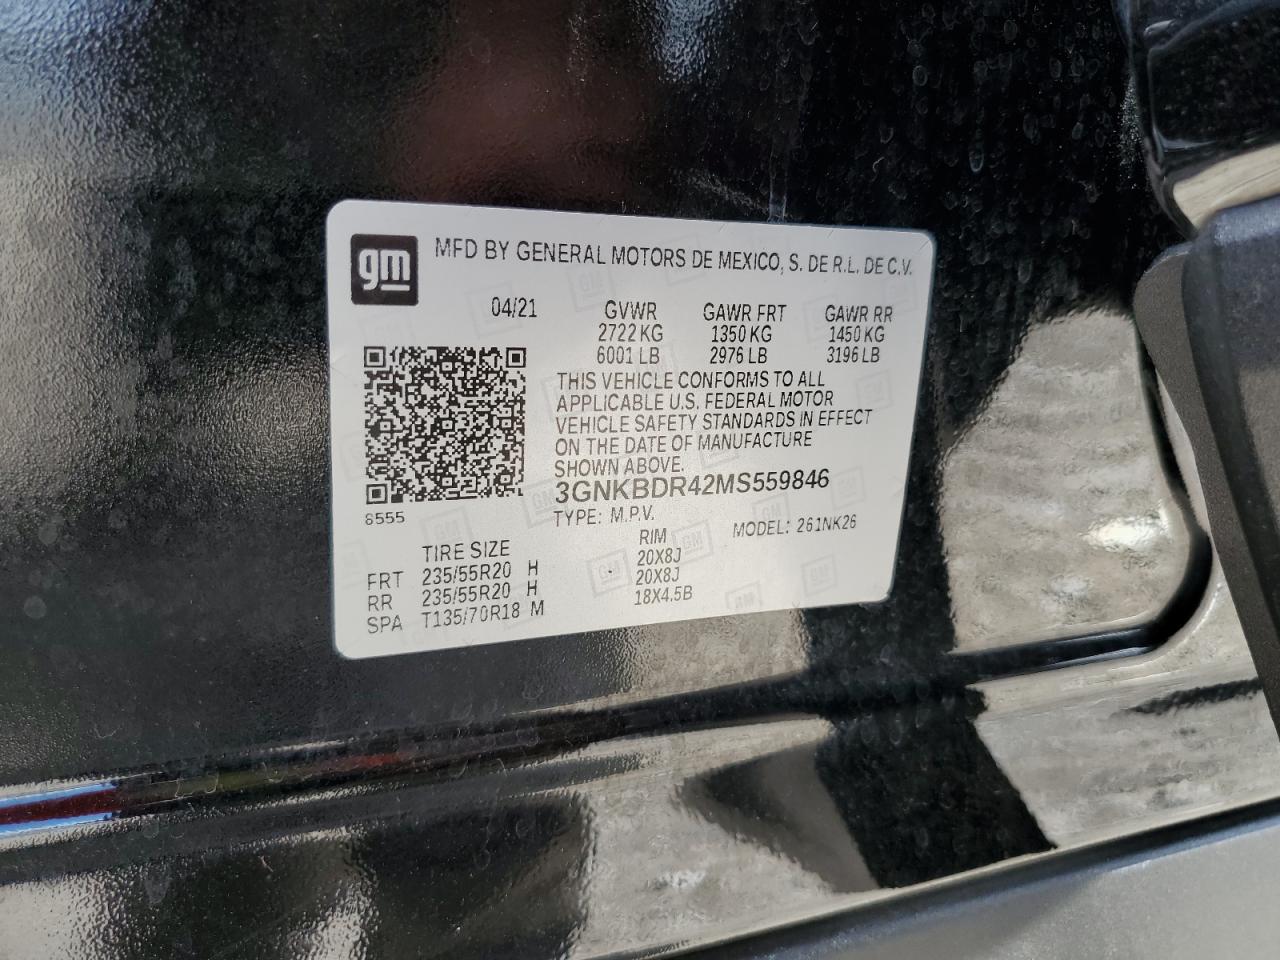 gm
MFD BY GENERAL MOTORS DE MEXICO, S. DE R.L. DE C.V.
04/21 GVWR GAWR FRT GAWR RR
2722 KG 1350 KG 1450 KG
6001 LB 2976 LB 3196 LB
THIS VEHICLE CONFORMS TO ALL
APPLICABLE U.S. FEDERAL MOTOR
VEHICLE SAFETY STANDARDS IN EFFECT
ON THE DATE OF MANUFACTURE
SHOWN ABOVE.
3GNKBDR42MS559846
8555
TYPE: M.P.V. MODEL: 261NK26
TIRE SIZE RIM
FRT 235/55R20 H 20X8J
RR 235/55R20 H 20X8J
SPA T135/70R18 M 18X4.5B